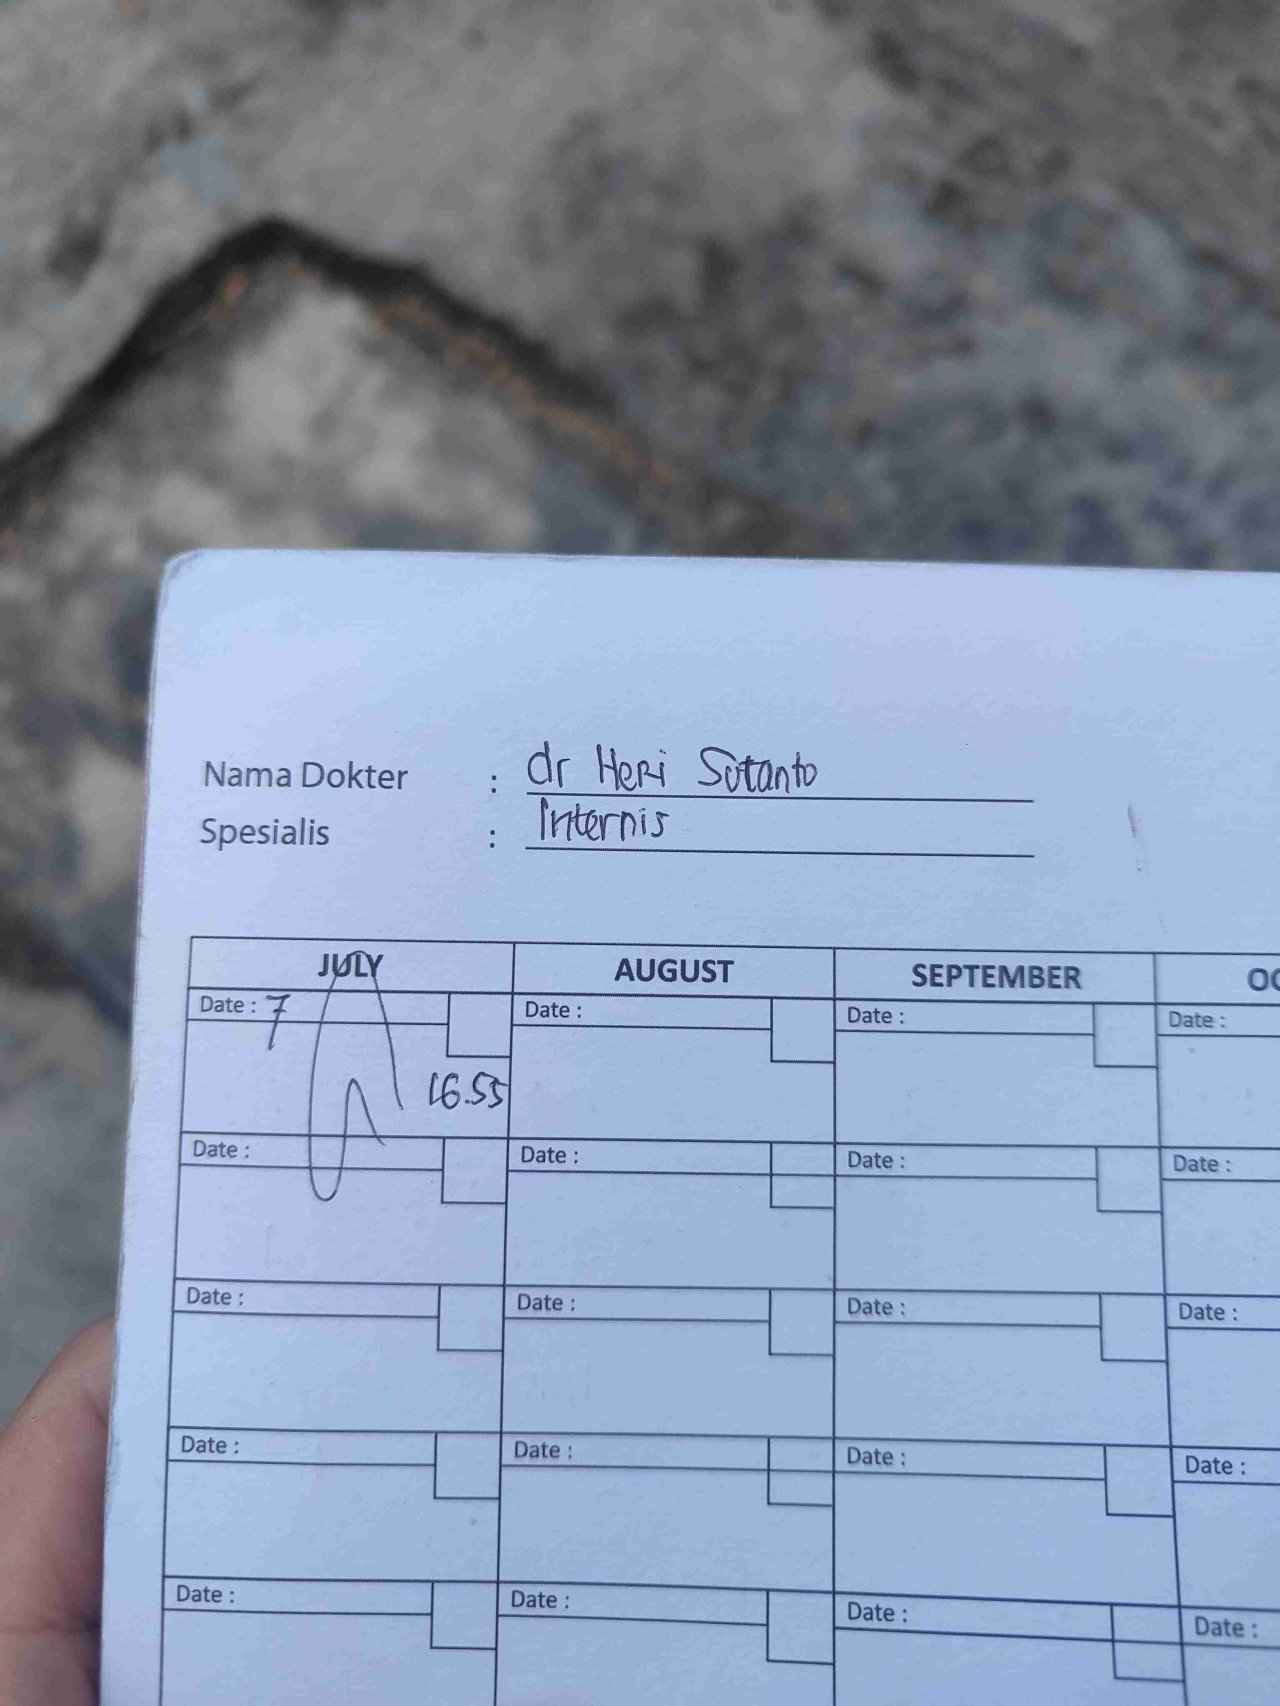 Nama Dokter : dr Heri Sutanto
Spesialis : Internis
JULY AUGUST SEPTEMBER
Date : 7 Date : Date : Date :
16.55
Date : Date : Date : Date :
Date : Date : Date : Date :
Date : Date : Date : Date :
Date : Date : Date : Date :